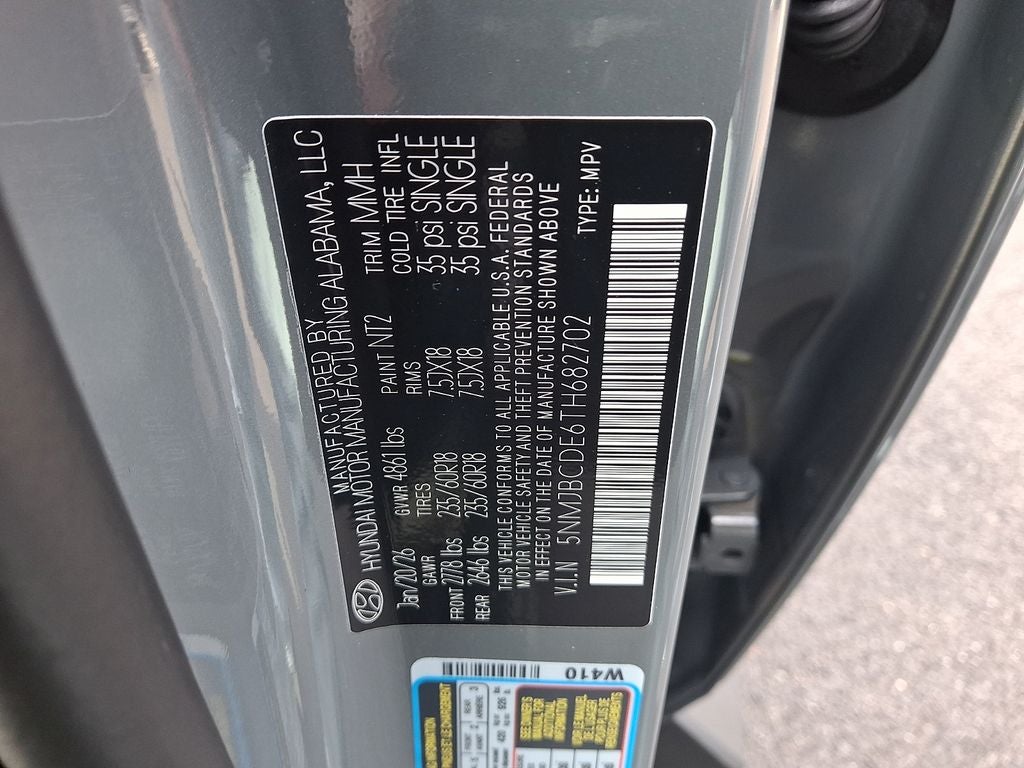 MANUFACTURED BY
HYUNDAI MOTOR MANUFACTURING ALABAMA, LLC
Jan/20/26 GVWR 4861 lbs PAINT NT2 TRIM MMH
GAWR TIRES RIMS COLD TIRE INFL
FRONT 2778 lbs 235/60R18 7.5JX18 35 psi SINGLE
REAR 2646 lbs 235/60R18 7.5JX18 35 psi SINGLE
THIS VEHICLE CONFORMS TO ALL APPLICABLE U.S.A. FEDERAL
MOTOR VEHICLE SAFETY AND THEFT PREVENTION STANDARDS
IN EFFECT ON THE DATE OF MANUFACTURE SHOWN ABOVE
V.I.N 5NMJBCDE6TH682702 TYPE: MPV
W410